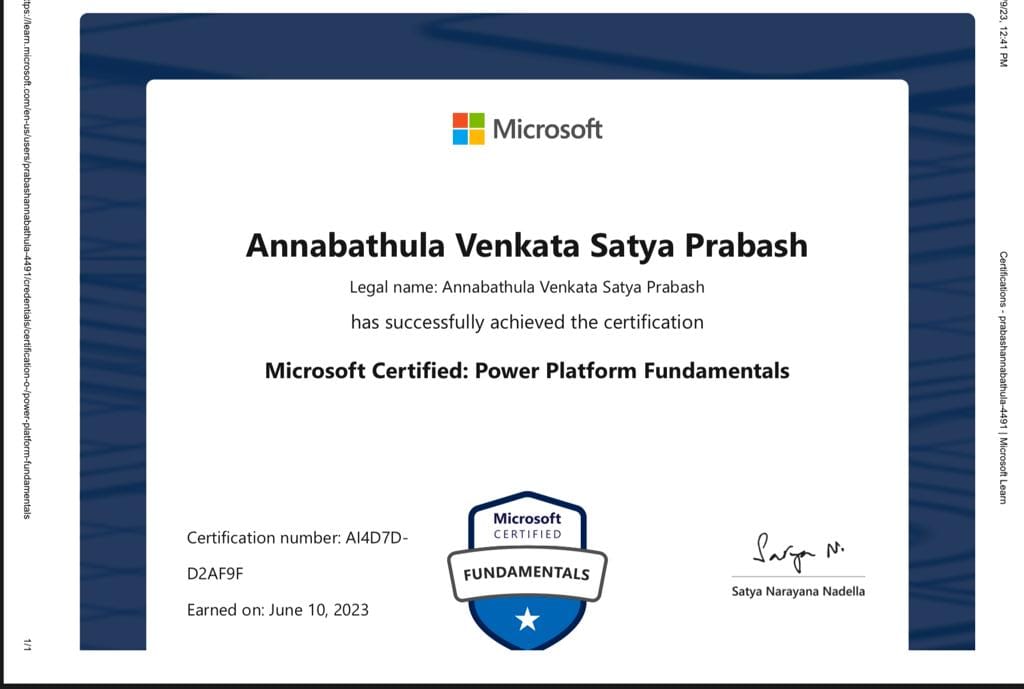 Microsoft
Annabathula Venkata Satya Prabash
Legal name: Annabathula Venkata Satya Prabash
has successfully achieved the certification
Microsoft Certified: Power Platform Fundamentals
Certification number: AI4D7D-
D2AF9F
Earned on: June 10, 2023
Microsoft
CERTIFIED
FUNDAMENTALS
Satya N.
Satya Narayana Nadella
tps://learn.microsoft.com/en-us/users/prabashannabathula-4491/credentials/certification-o-/power-platform-fundamentals
1/1
/9/23, 12:41 PM
Certifications - prabashannabathula-4491 | Microsoft Learn